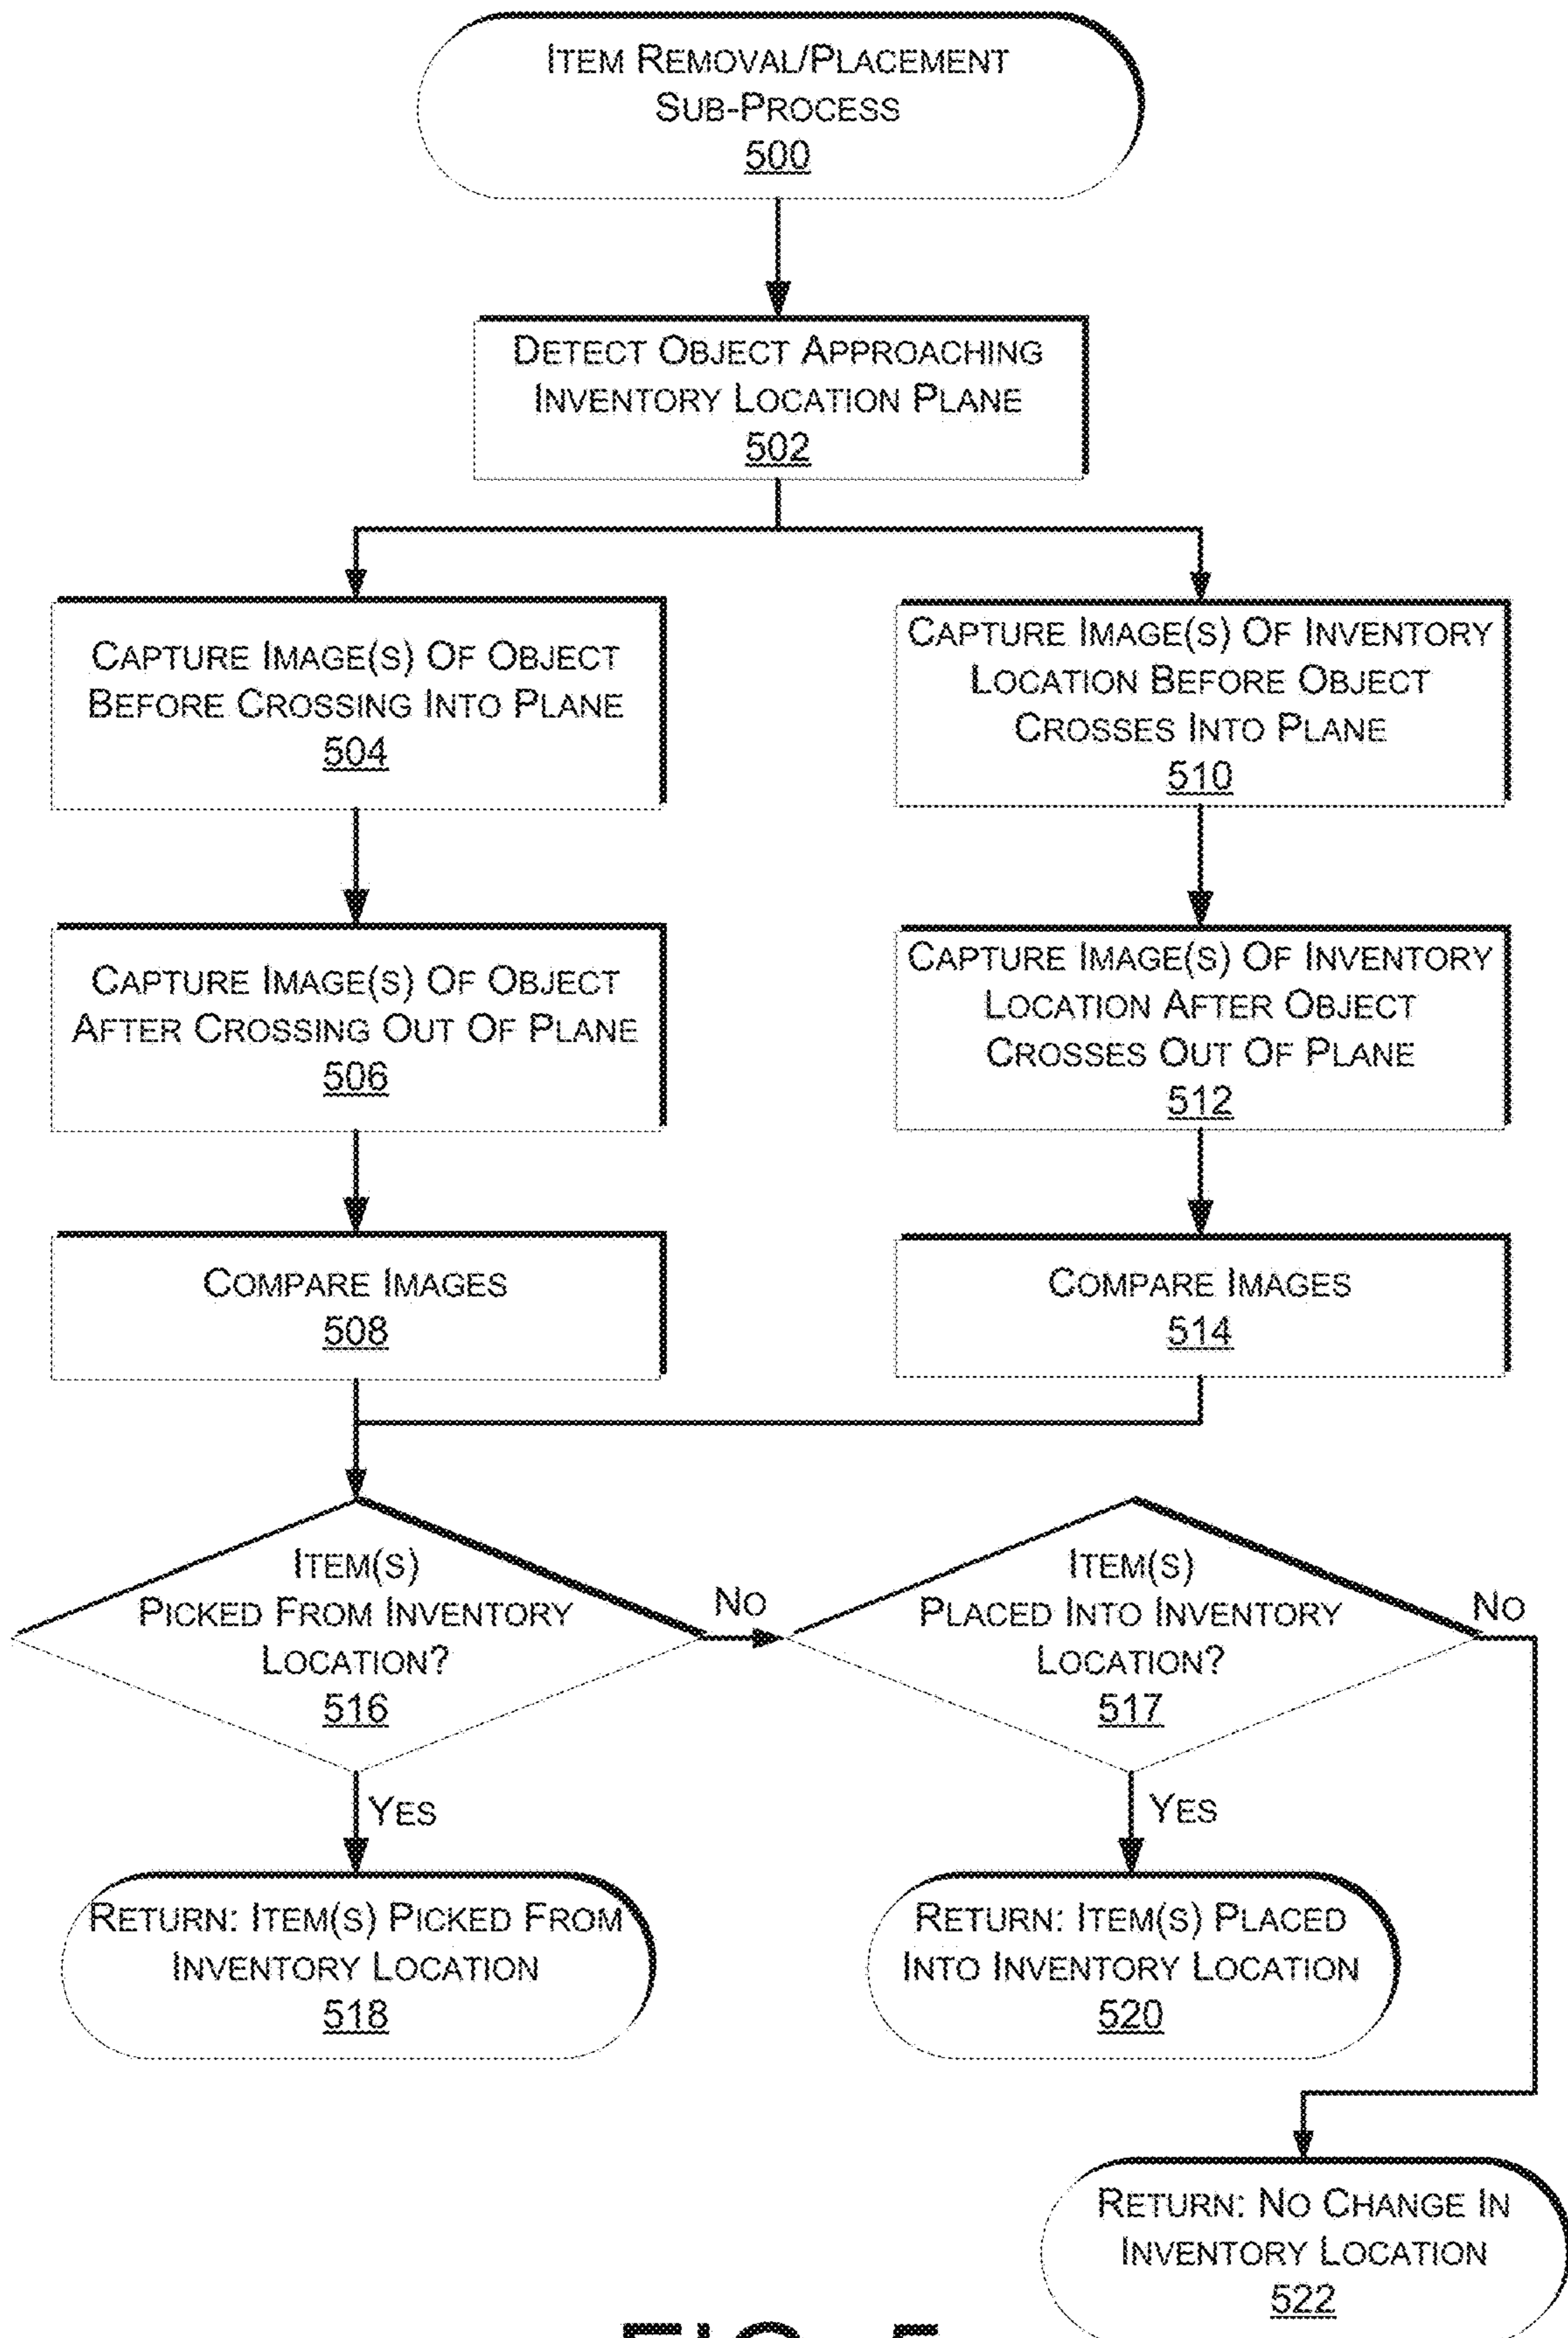 ITEM REMOVAL/PLACEMENT
SUB-PROCESS
500
DETECT OBJECT APPROACHING
INVENTORY LOCATION PLANE
502
CAPTURE IMAGE(S) OF OBJECT
BEFORE CROSSING INTO PLANE
504
CAPTURE IMAGE(S) OF INVENTORY
LOCATION BEFORE OBJECT
CROSSES INTO PLANE
510
CAPTURE IMAGE(S) OF OBJECT
AFTER CROSSING OUT OF PLANE
506
CAPTURE IMAGE(S) OF INVENTORY
LOCATION AFTER OBJECT
CROSSES OUT OF PLANE
512
COMPARE IMAGES
508
COMPARE IMAGES
514
ITEM(S)
PICKED FROM INVENTORY
LOCATION?
516
NO
YES
ITEM(S)
PLACED INTO INVENTORY
LOCATION?
517
NO
YES
RETURN: ITEM(S) PICKED FROM
INVENTORY LOCATION
518
RETURN: ITEM(S) PLACED
INTO INVENTORY LOCATION
520
RETURN: NO CHANGE IN
INVENTORY LOCATION
522